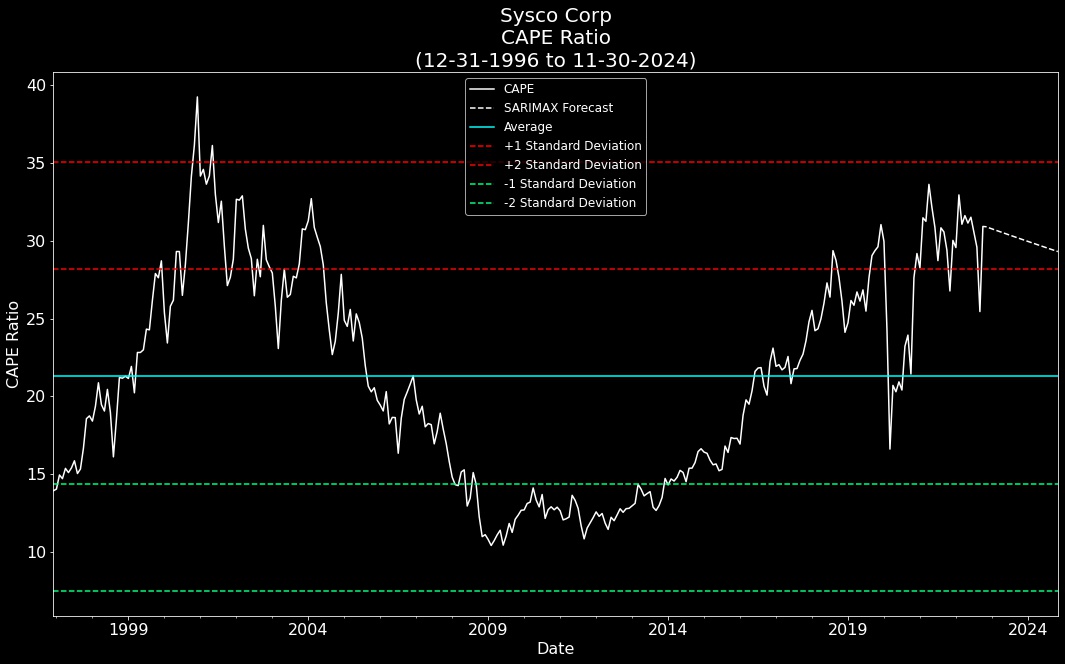 Sysco Corp
CAPE Ratio
(12-31-1996 to 11-30-2024)
CAPE
SARIMAX Forecast
Average
+1 Standard Deviation
+2 Standard Deviation
-1 Standard Deviation
-2 Standard Deviation
CAPE Ratio
40
35
30
25
20
15
10
1999
2004
2009
2014
2019
2024
Date